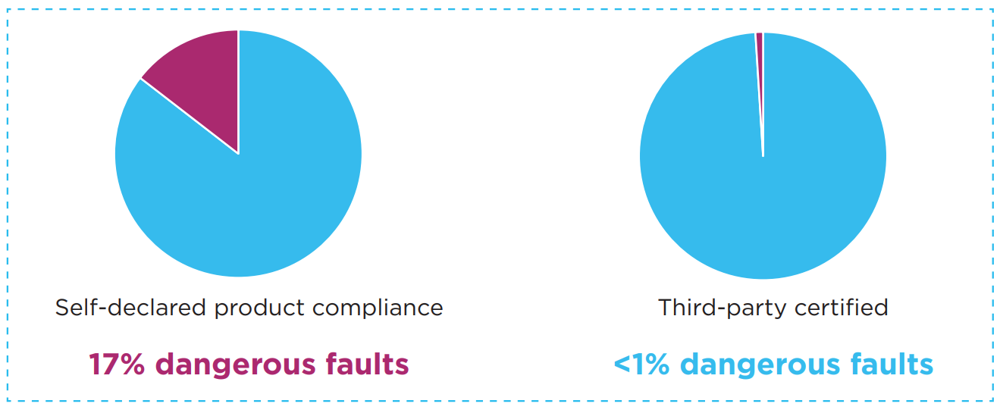 Self-declared product compliance
17% dangerous faults
Third-party certified
<1% dangerous faults